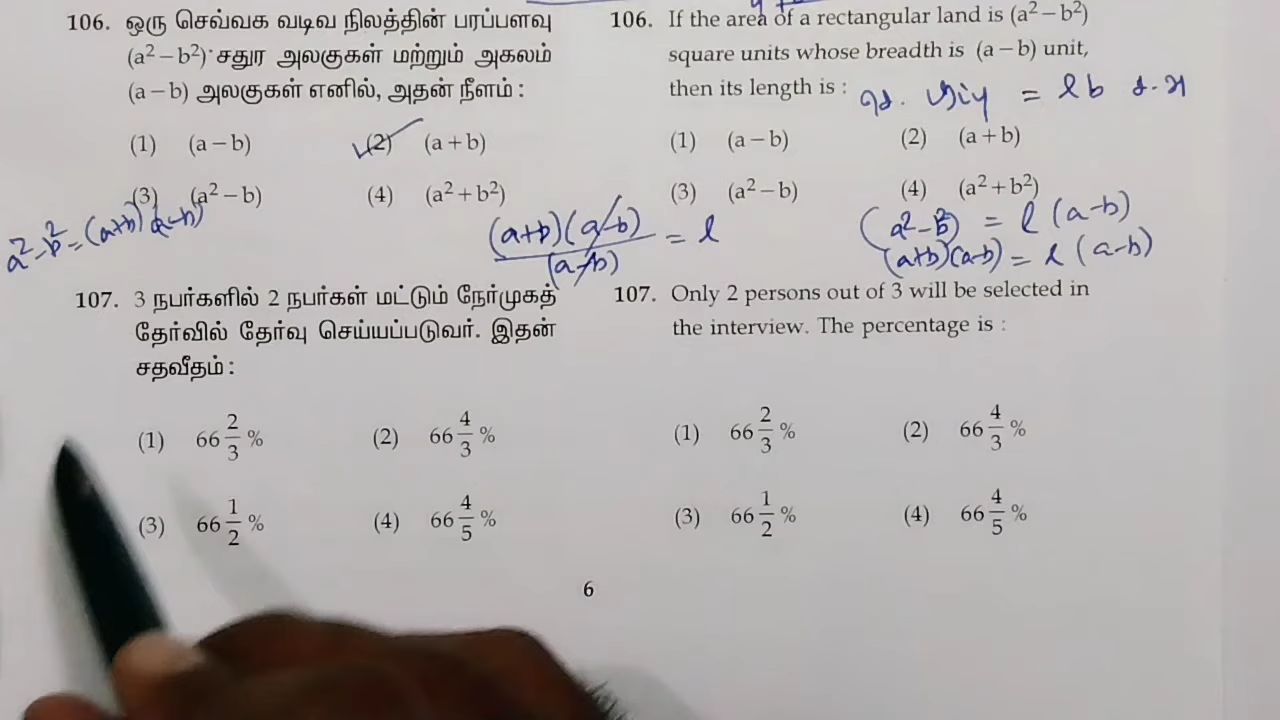 106. ஒரு செவ்வக வடிவ நிலத்தின் பரப்பளவு
(a² – b²) சதுர அலகுகள் மற்றும் அகலம்
(a – b) அலகுகள் எனில், அதன் நீளம் :
(1) (a – b) (2) (a + b)
(3) (a² – b) (4) (a² + b²)
a² – b² = (a+b) (a–b)
(a+b)(a–b) = l
(a–b)
107. 3 நபர்களில் 2 நபர்கள் மட்டும் நேர்முகத்
தேர்வில் தேர்வு செய்யப்படுவர். இதன்
சதவீதம் :
(1) 66 2/3 % (2) 66 4/3 %
(3) 66 1/2 % (4) 66 4/5 %
106. If the area of a rectangular land is (a² – b²)
square units whose breadth is (a – b) unit,
then its length is :
= l b ச.அ
(1) (a – b) (2) (a + b)
(3) (a² – b) (4) (a² + b²)
(a² – b²) = l (a–b)
(a+b)(a–b) = l (a–b)
107. Only 2 persons out of 3 will be selected in
the interview. The percentage is :
(1) 66 2/3 % (2) 66 4/3 %
(3) 66 1/2 % (4) 66 4/5 %
6